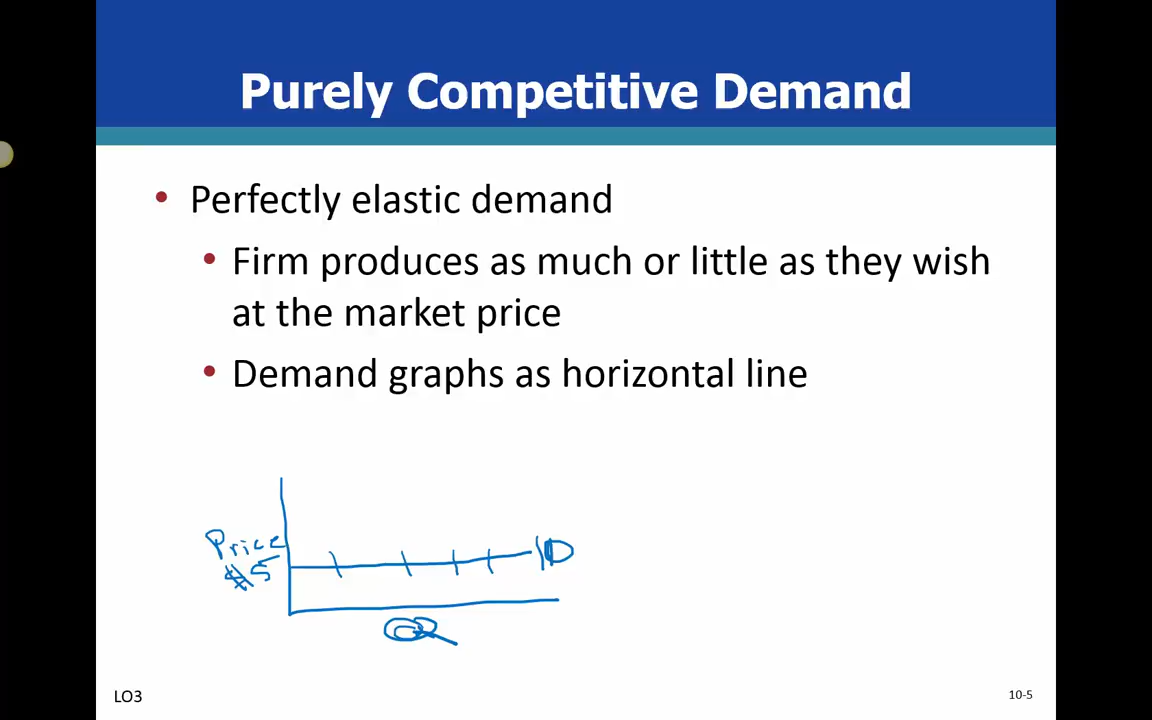 Purely Competitive Demand
• Perfectly elastic demand
• Firm produces as much or little as they wish
at the market price
• Demand graphs as horizontal line
Price
$5
D
Q
LO3
10-5